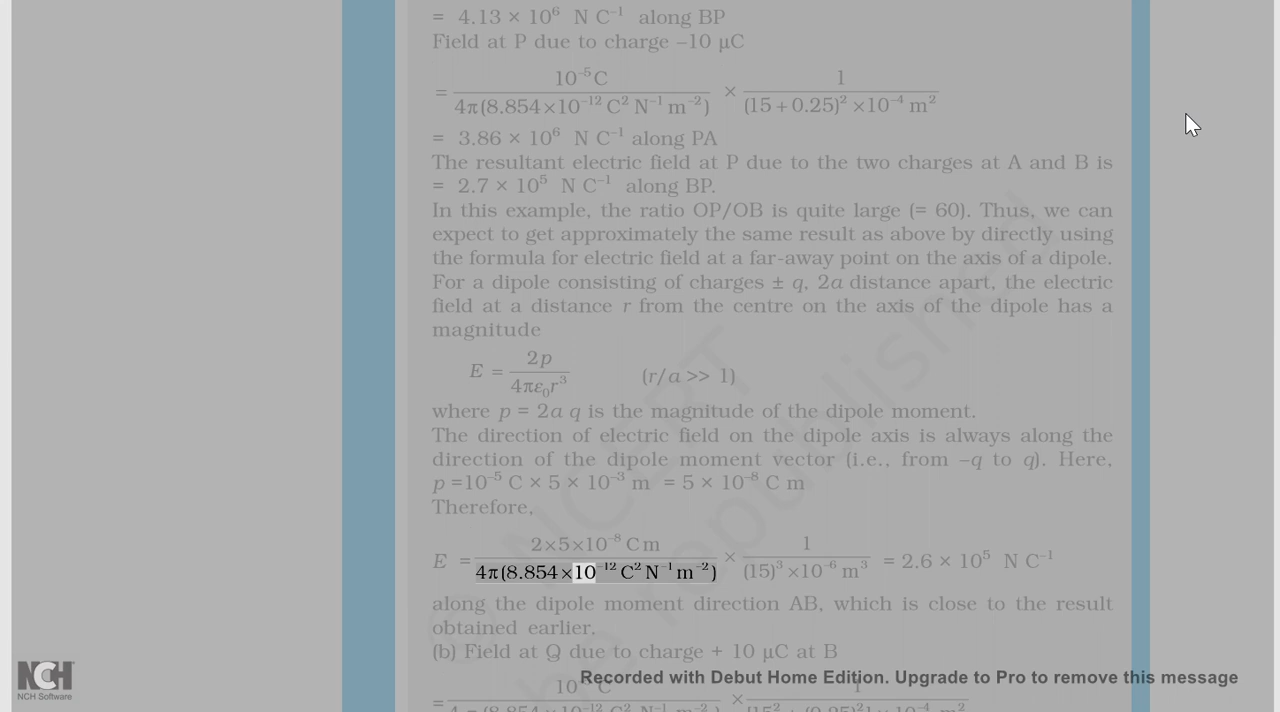 = 4.13 × 10⁶ N C⁻¹ along BP
Field at P due to charge –10 µC
= 10⁻⁵ C / 4π(8.854 × 10⁻¹² C² N⁻¹ m⁻²) × 1 / (15 + 0.25)² × 10⁻⁴ m²
= 3.86 × 10⁶ N C⁻¹ along PA
The resultant electric field at P due to the two charges at A and B is
= 2.7 × 10⁵ N C⁻¹ along BP.
In this example, the ratio OP/OB is quite large (= 60). Thus, we can
expect to get approximately the same result as above by directly using
the formula for electric field at a far-away point on the axis of a dipole.
For a dipole consisting of charges ± q, 2a distance apart, the electric
field at a distance r from the centre on the axis of the dipole has a
magnitude
E = 2p / 4πε₀r³ (r/a >> 1)
where p = 2a q is the magnitude of the dipole moment.
The direction of electric field on the dipole axis is always along the
direction of the dipole moment vector (i.e., from –q to q). Here,
p =10⁻⁵ C × 5 × 10⁻³ m = 5 × 10⁻⁸ C m
Therefore,
E = 2×5×10⁻⁸ C m / 4π(8.854×10⁻¹² C² N⁻¹ m⁻²) × 1 / (15)³ ×10⁻⁶ m³ = 2.6 × 10⁵ N C⁻¹
along the dipole moment direction AB, which is close to the result
obtained earlier.
(b) Field at Q due to charge + 10 µC at B
NCH
NCH Software
Recorded with Debut Home Edition. Upgrade to Pro to remove this message